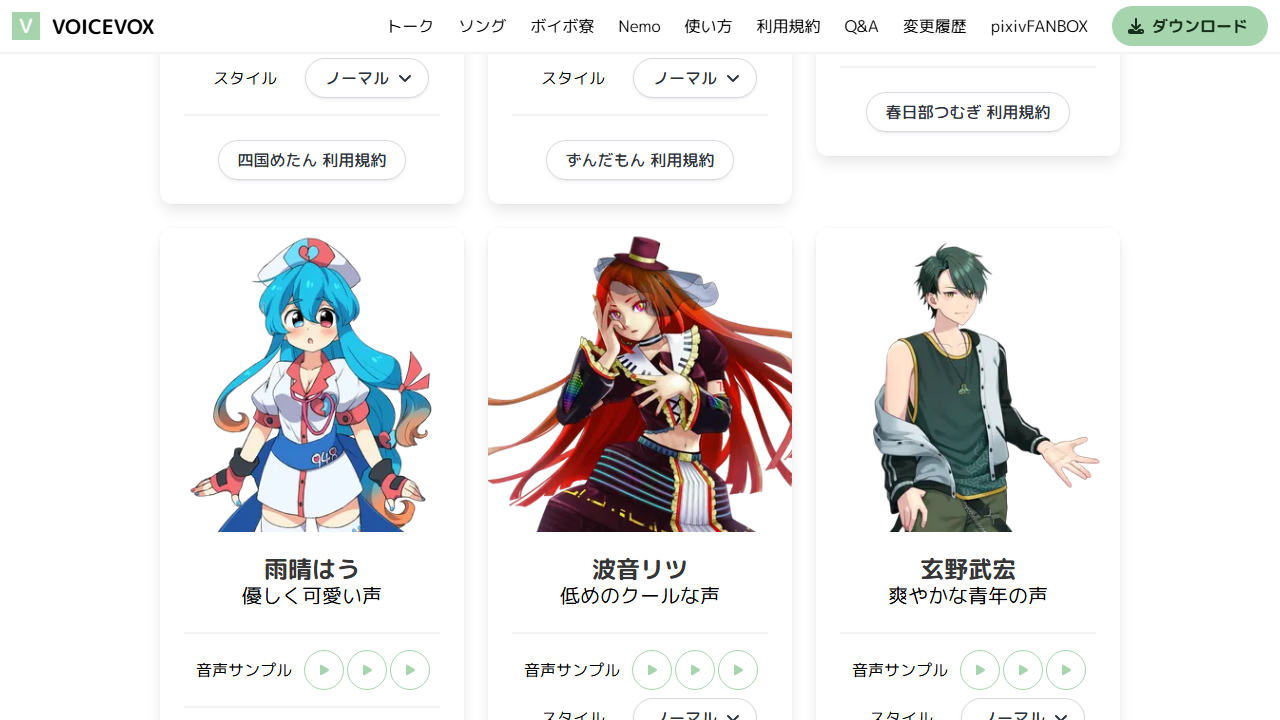 V VOICEVOX トーク ソング ボイボ寮 Nemo 使い方 利用規約 Q&A 変更履歴 pixivFANBOX ダウンロード
スタイル ノーマル スタイル ノーマル
春日部つむぎ 利用規約
四国めたん 利用規約 ずんだもん 利用規約
雨晴はう 波音リツ 玄野武宏
優しく可愛い声 低めのクールな声 爽やかな青年の声
音声サンプル 音声サンプル 音声サンプル
スタイル ノーマル スタイル ノーマル